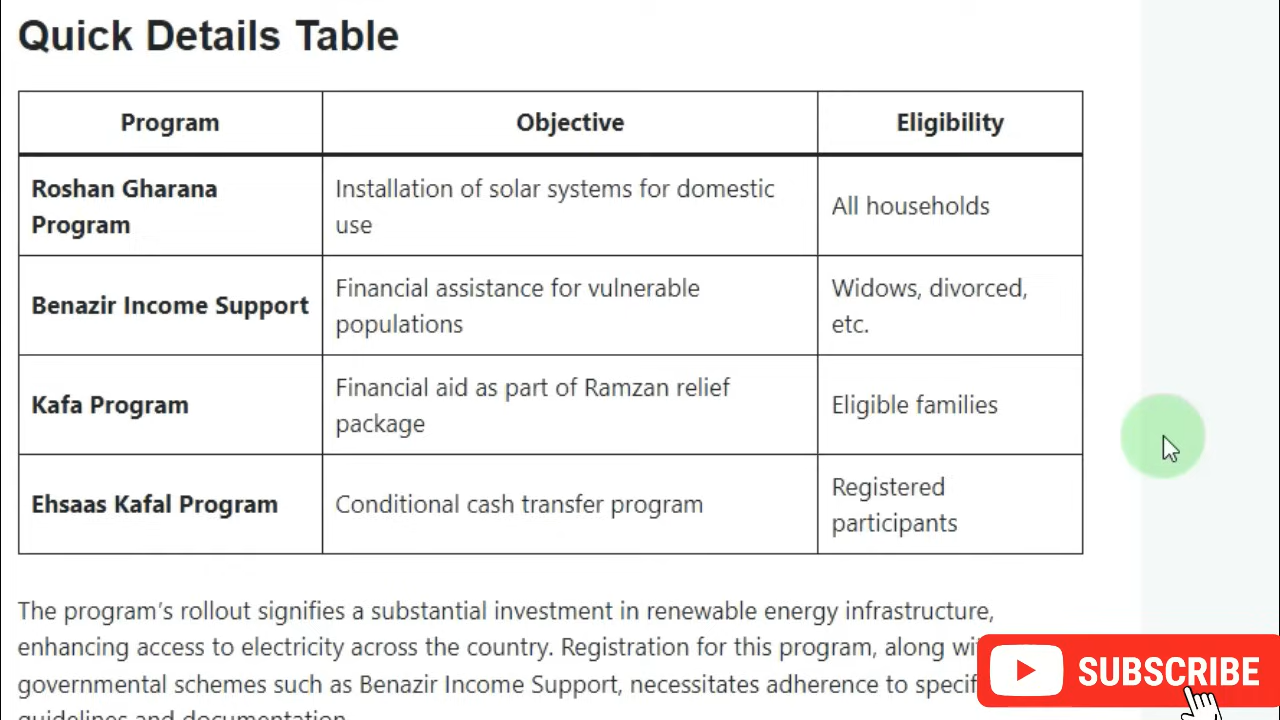 Quick Details Table
Program Objective Eligibility
Roshan Gharana
Program
Installation of solar systems for domestic
use
All households
Benazir Income Support
Financial assistance for vulnerable
populations
Widows, divorced,
etc.
Kafa Program
Financial aid as part of Ramzan relief
package
Eligible families
Ehsaas Kafal Program
Conditional cash transfer program
Registered
participants
The program's rollout signifies a substantial investment in renewable energy infrastructure,
enhancing access to electricity across the country. Registration for this program, along
governmental schemes such as Benazir Income Support, necessitates adherence to
guidelines and documentation
SUBSCRIBE